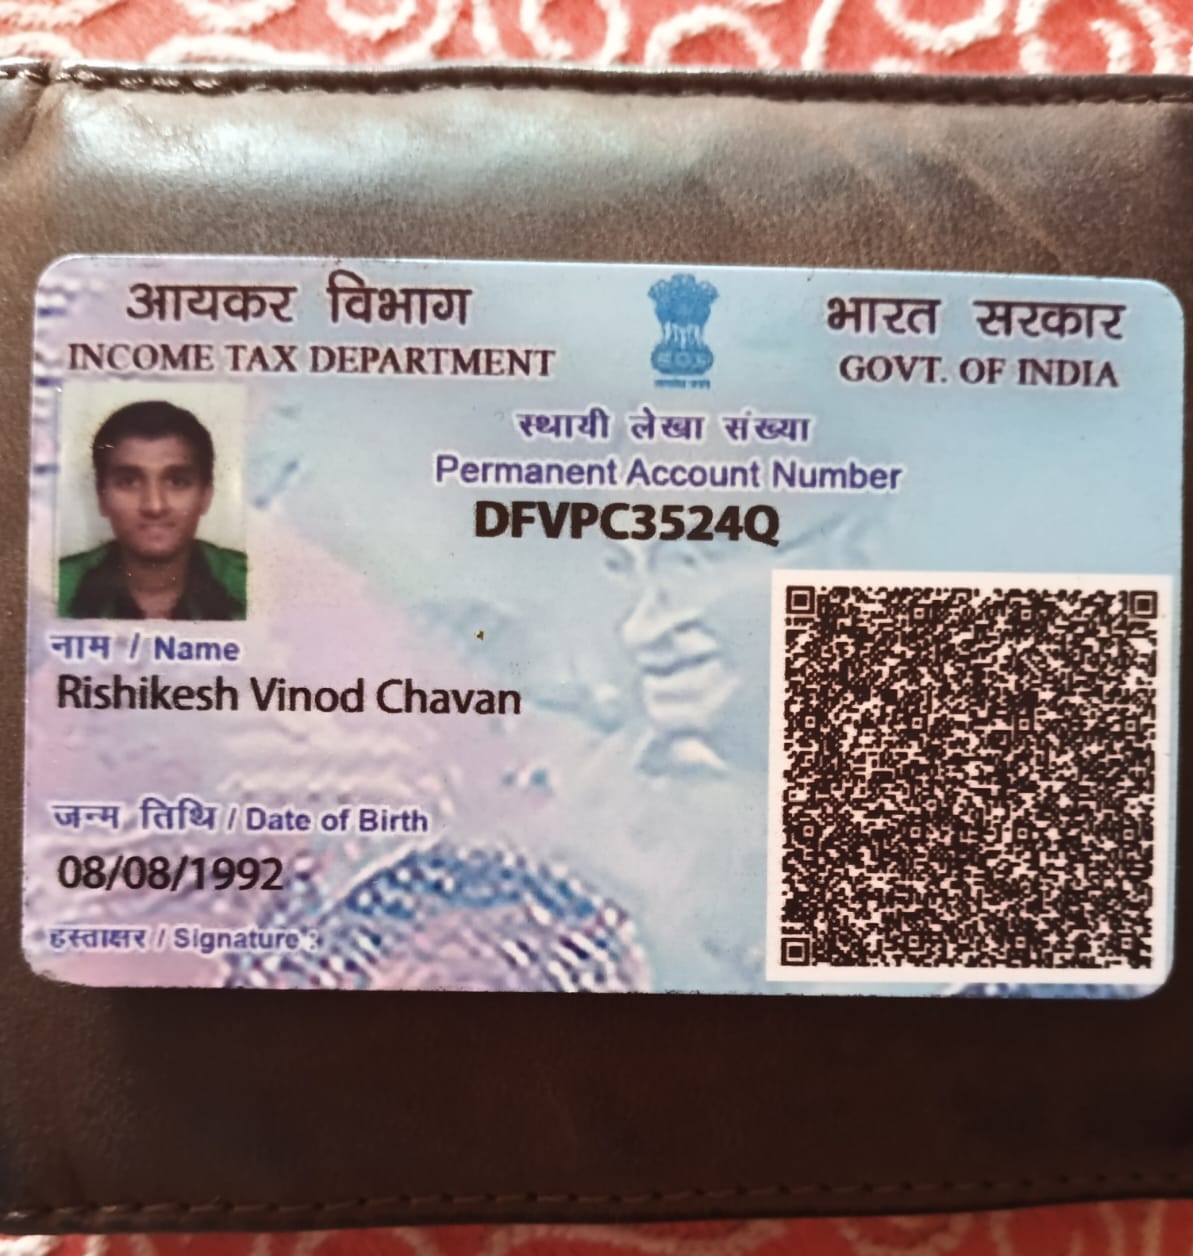 आयकर विभाग
INCOME TAX DEPARTMENT
भारत सरकार
GOVT. OF INDIA
स्थायी लेखा संख्या
Permanent Account Number
DFVPC3524Q
नाम / Name
Rishikesh Vinod Chavan
जन्म तिथि / Date of Birth
08/08/1992
हस्ताक्षर / Signature :